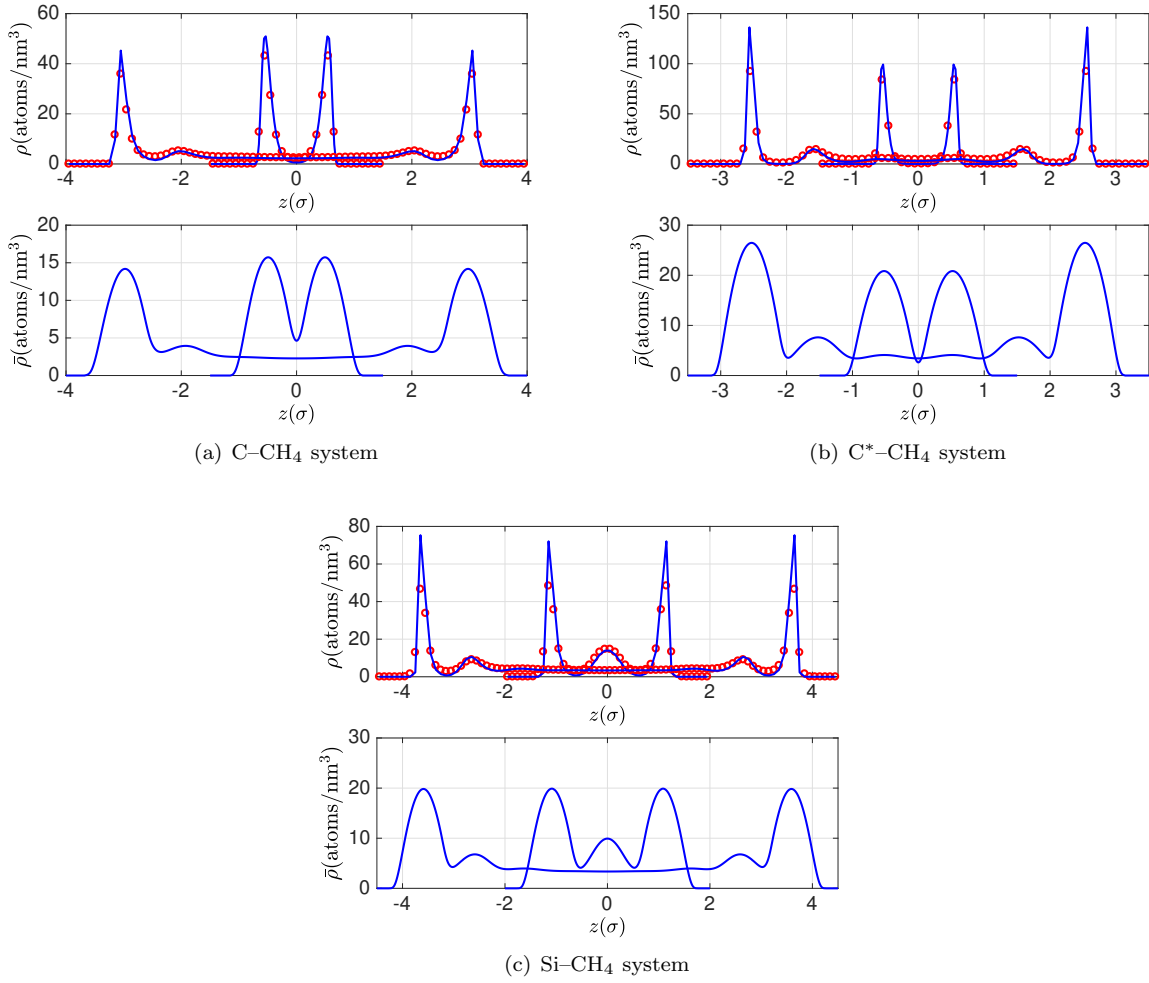 60
40
20
0
ρ(atoms/nm³)
-4 -2 0 2 4
z(σ)
20
15
10
5
0
ρ̄(atoms/nm³)
-4 -2 0 2 4
z(σ)
(a) C–CH₄ system
150
100
50
0
ρ(atoms/nm³)
-3 -2 -1 0 1 2 3
z(σ)
30
20
10
0
ρ̄(atoms/nm³)
-3 -2 -1 0 1 2 3
z(σ)
(b) C*–CH₄ system
80
60
40
20
0
ρ(atoms/nm³)
-4 -2 0 2 4
z(σ)
30
20
10
0
ρ̄(atoms/nm³)
-4 -2 0 2 4
z(σ)
(c) Si–CH₄ system